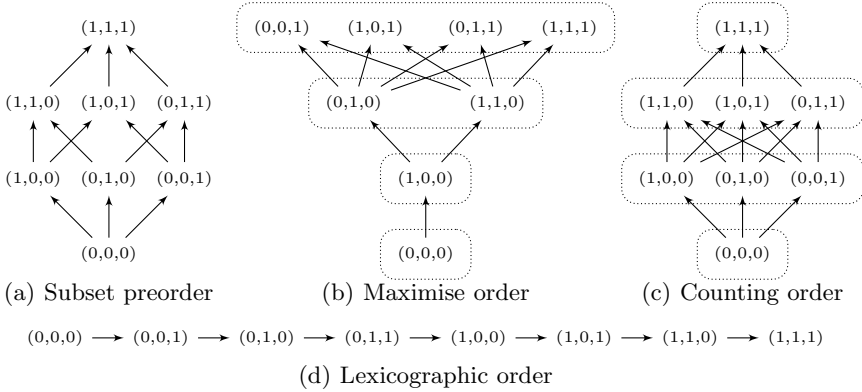 (1,1,1) (0,0,1) (1,0,1) (0,1,1) (1,1,1) (1,1,1)
(1,1,0) (1,0,1) (0,1,1) (0,1,0) (1,1,0) (1,1,0) (1,0,1) (0,1,1)
(1,0,0) (0,1,0) (0,0,1) (1,0,0) (1,0,0) (0,1,0) (0,0,1)
(0,0,0) (0,0,0) (0,0,0)
(a) Subset preorder (b) Maximise order (c) Counting order
(0,0,0) (0,0,1) (0,1,0) (0,1,1) (1,0,0) (1,0,1) (1,1,0) (1,1,1)
(d) Lexicographic order